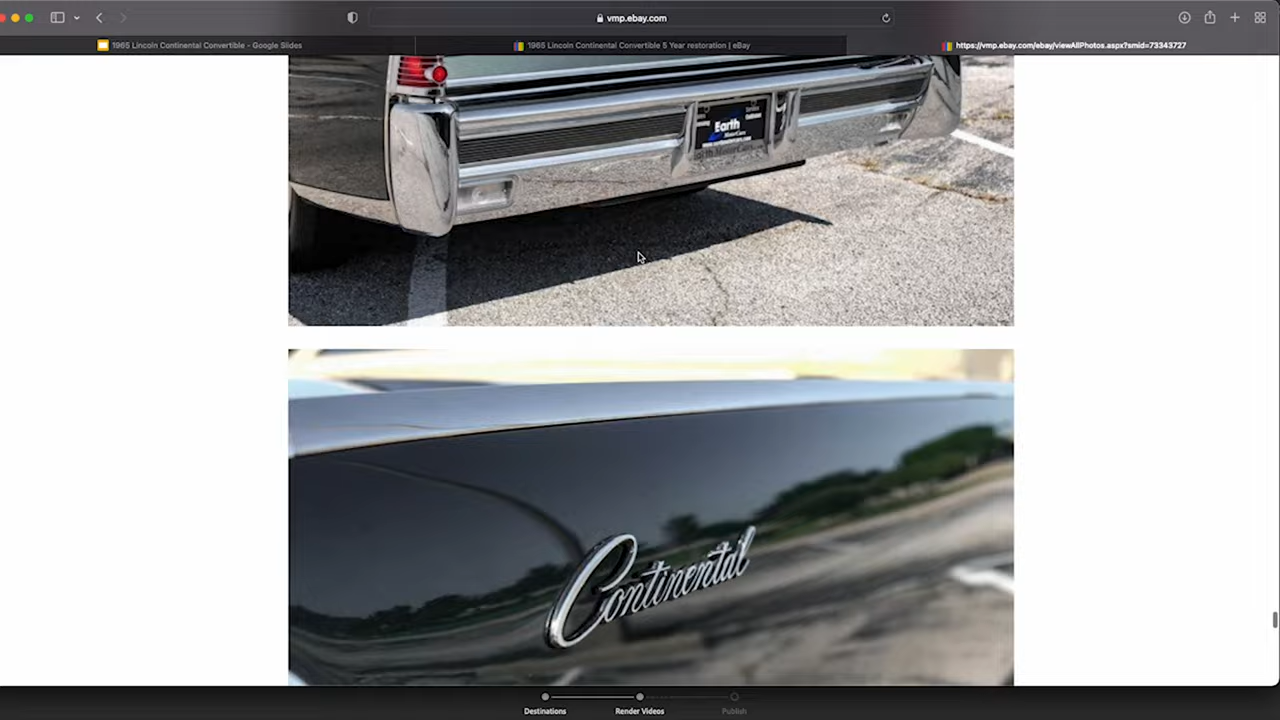 vmp.ebay.com
1965 Lincoln Continental Convertible - Google Slides
1965 Lincoln Continental Convertible 5 Year restoration | eBay
https://vmp.ebay.com/ebay/viewAllPhotos.aspx?smid=73343727
Earth
MotorCars
Continental
Destinations
Render Videos
Publish